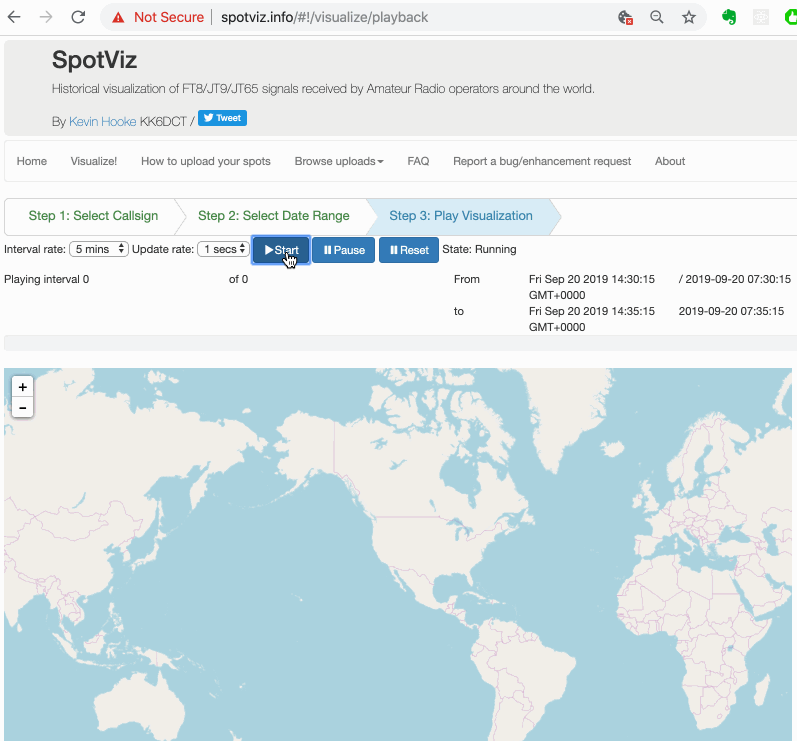 Not Secure spotviz.info/#!/visualize/playback
SpotViz
Historical visualization of FT8/JT9/JT65 signals received by Amateur Radio operators around the world.
By Kevin Hooke KK6DCT / Tweet
Home Visualize! How to upload your spots Browse uploads FAQ Report a bug/enhancement request About
Step 1: Select Callsign Step 2: Select Date Range Step 3: Play Visualization
Interval rate: 5 mins Update rate: 1 secs Start Pause Reset State: Running
Playing interval 0 of 0 From Fri Sep 20 2019 14:30:15 / 2019-09-20 07:30:15
GMT+0000
to Fri Sep 20 2019 14:35:15 2019-09-20 07:35:15
GMT+0000
+
-